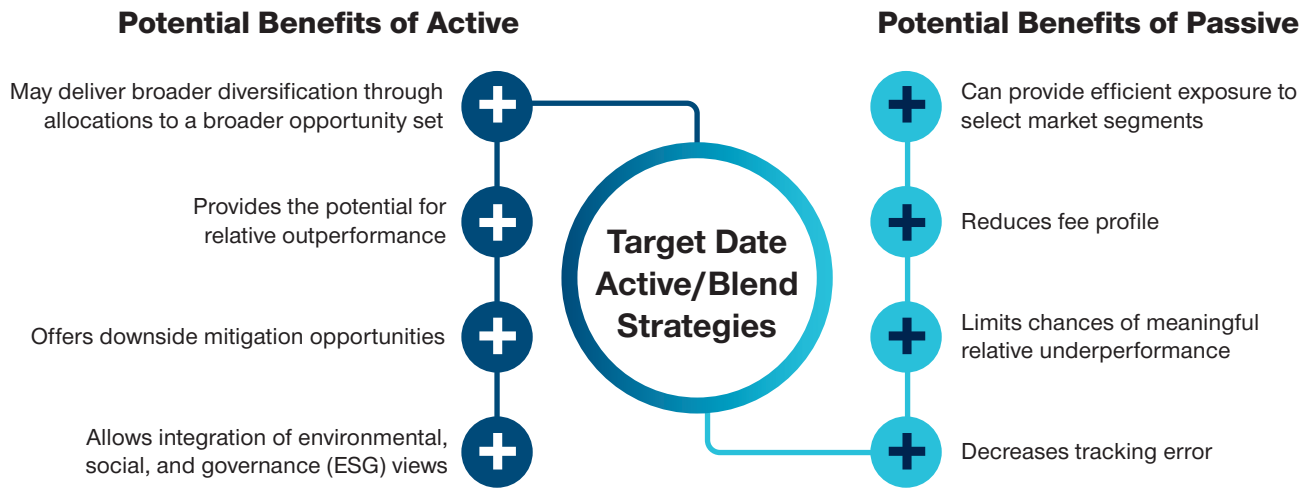 Potential Benefits of Active
May deliver broader diversification through
allocations to a broader opportunity set
Provides the potential for
relative outperformance
Offers downside mitigation opportunities
Allows integration of environmental,
social, and governance (ESG) views
Target Date
Active/Blend
Strategies
Potential Benefits of Passive
Can provide efficient exposure to
select market segments
Reduces fee profile
Limits chances of meaningful
relative underperformance
Decreases tracking error